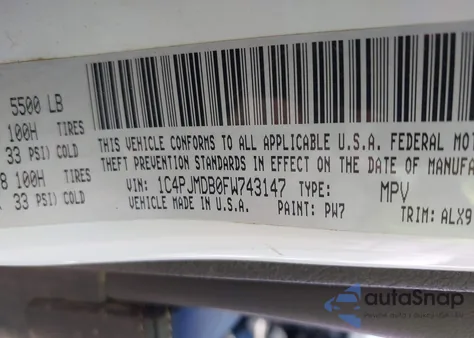 5500 LB
100H TIRES
33 PSI) COLD
8 100H TIRES
33 PSI) COLD
THIS VEHICLE CONFORMS TO ALL APPLICABLE U.S.A. FEDERAL MOT
THEFT PREVENTION STANDARDS IN EFFECT ON THE DATE OF MANUFA
VIN: 1C4PJMDB0FW743147 TYPE: MPV
VEHICLE MADE IN U.S.A. PAINT: PW7 TRIM: ALX9
autoSnap